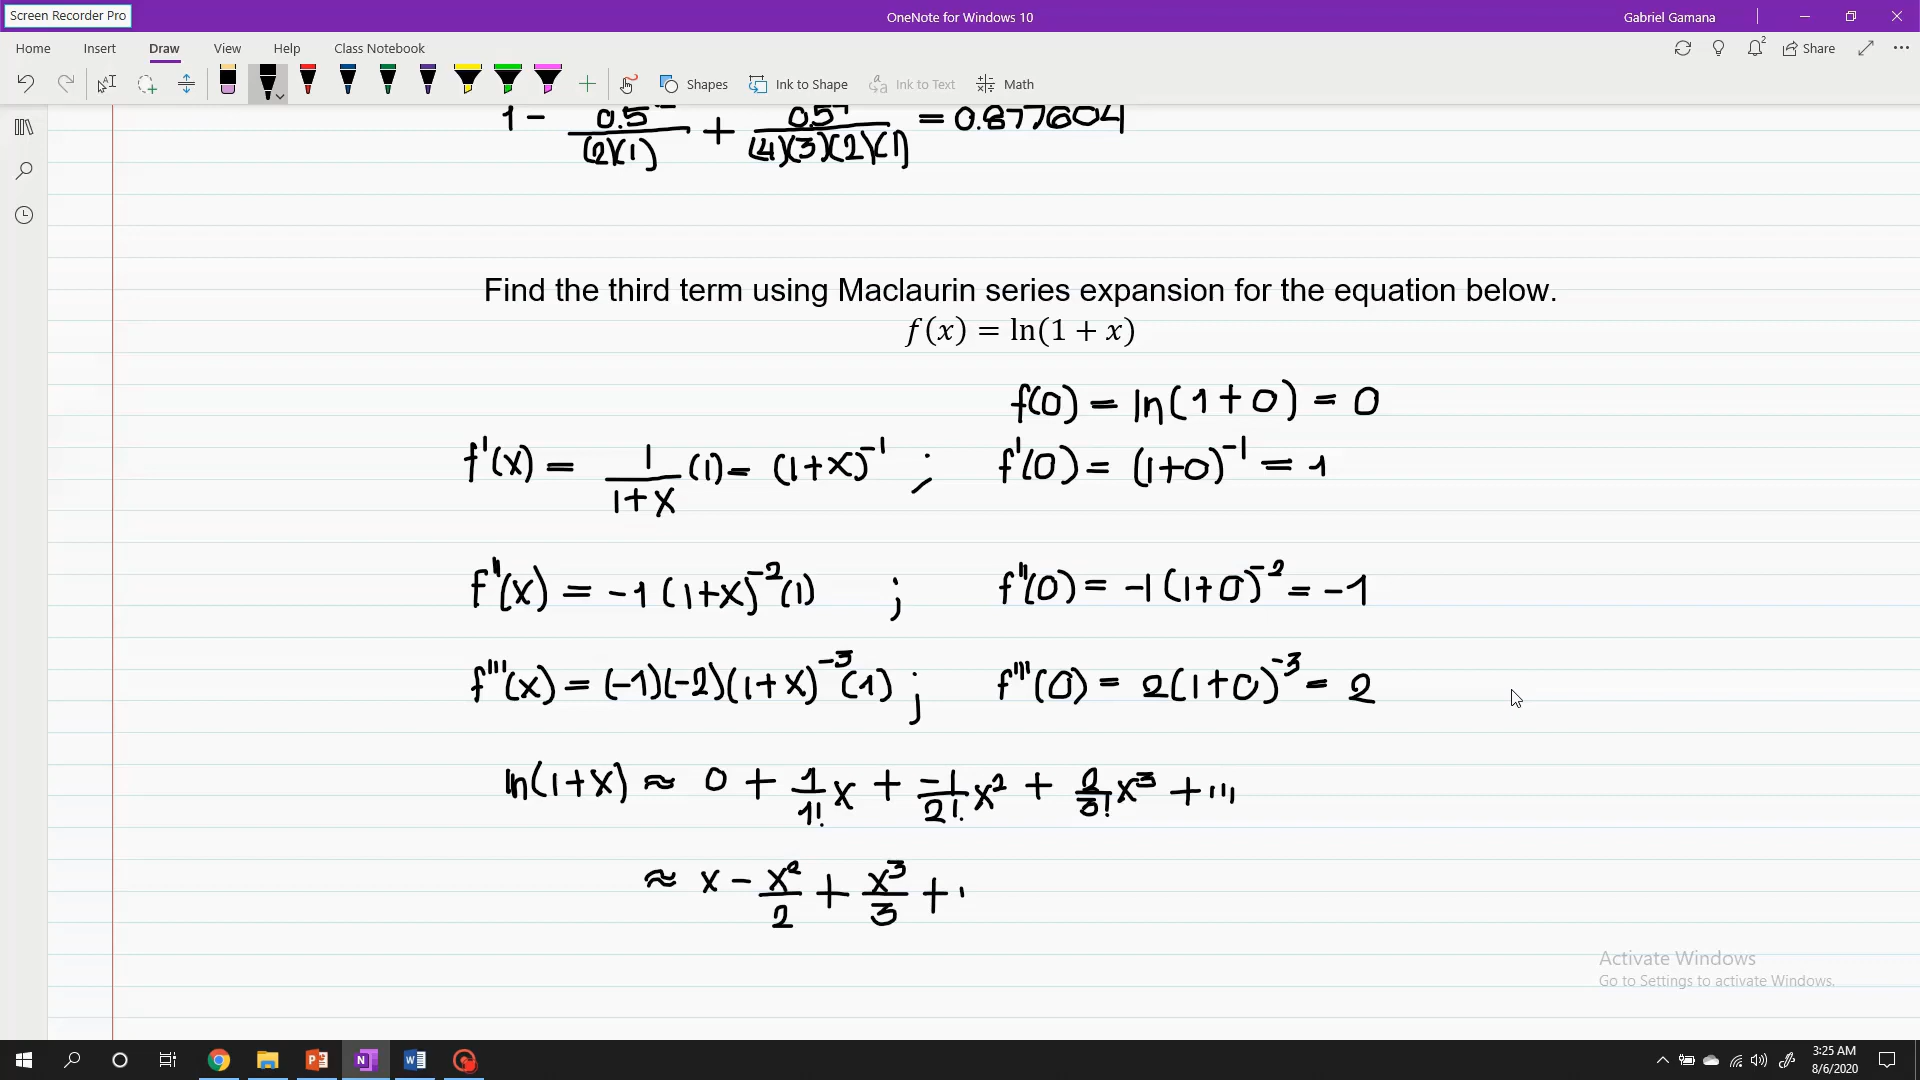 Screen Recorder Pro
OneNote for Windows 10
Gabriel Gamana
Home Insert Draw View Help Class Notebook
2 Share
Shapes Ink to Shape Ink to Text Math
1 - 0.5 / (2)(1) + 0.5 / (4)(3)(2)(1) = 0.877604
Find the third term using Maclaurin series expansion for the equation below.
f(x) = ln(1 + x)
f(0) = ln(1+0) = 0
f'(x) = 1/(1+x) (1) = (1+x)^-1 ; f'(0) = (1+0)^-1 = 1
f''(x) = -1(1+x)^-2 (1) ; f''(0) = -1(1+0)^-2 = -1
f'''(x) = (-1)(-2)(1+x)^-3 (1) ; f'''(0) = 2(1+0)^-3 = 2
ln(1+x) ≈ 0 + 1/1! x + -1/2! x² + 2/3! x³ + ...
≈ x - x²/2 + x³/3 + .
Activate Windows
Go to Settings to activate Windows.
3:25 AM
8/6/2020